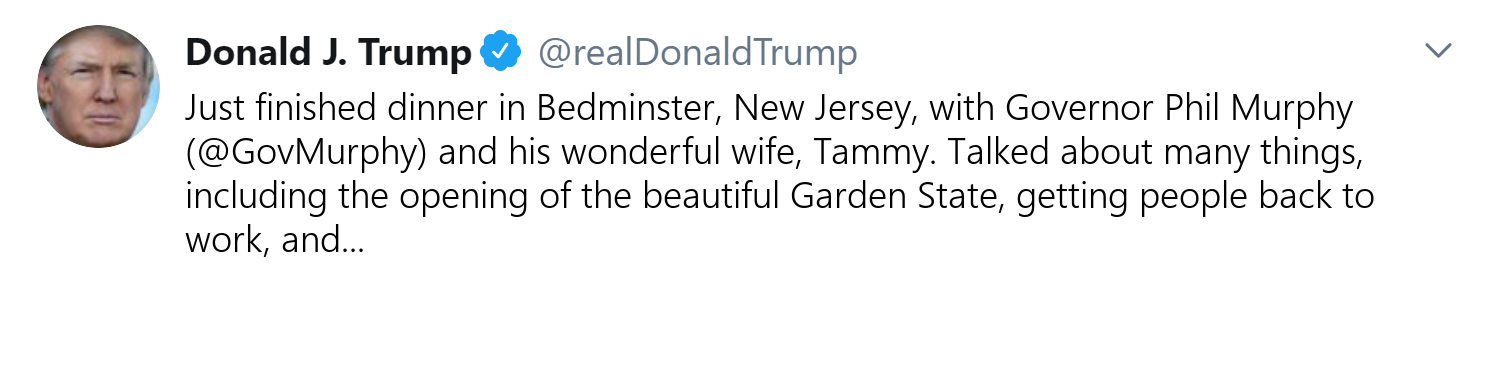 Donald J. Trump @realDonaldTrump
Just finished dinner in Bedminster, New Jersey, with Governor Phil Murphy
(@GovMurphy) and his wonderful wife, Tammy. Talked about many things,
including the opening of the beautiful Garden State, getting people back to
work, and...